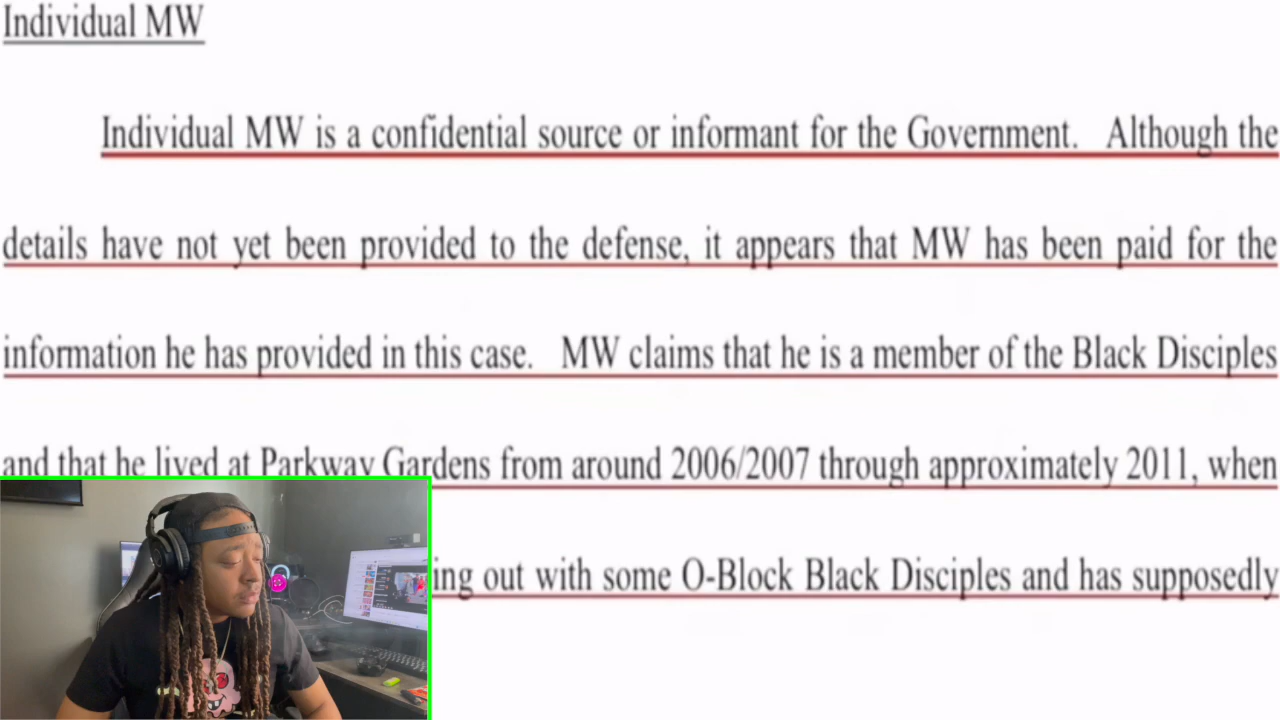 Individual MW
Individual MW is a confidential source or informant for the Government. Although the
details have not yet been provided to the defense, it appears that MW has been paid for the
information he has provided in this case. MW claims that he is a member of the Black Disciples
and that he lived at Parkway Gardens from around 2006/2007 through approximately 2011, when
ing out with some O-Block Black Disciples and has supposedly